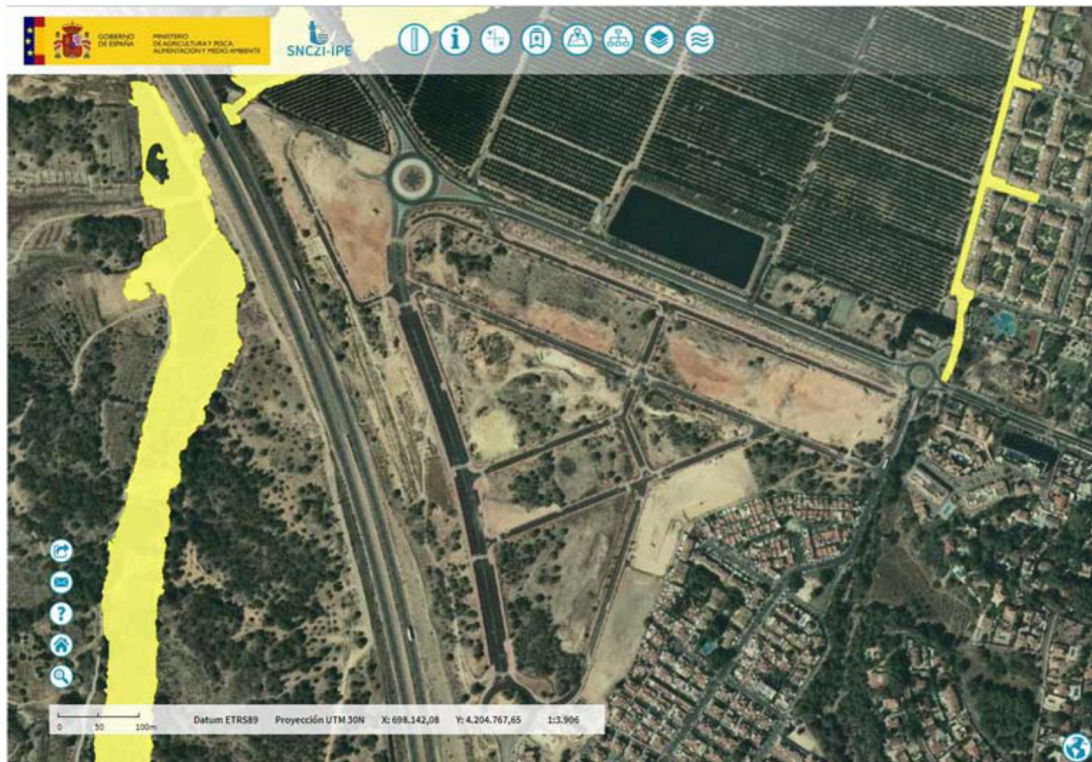 GOBIERNO
DE ESPAÑA
MINISTERIO
DE AGRICULTURA Y PESCA,
ALIMENTACIÓN Y MEDIO AMBIENTE
SNCZI-IPE
0 50 100m
Datum ETRS89 Proyección UTM 30N X: 698.142,08 Y: 4.204.767,65 1:3.906